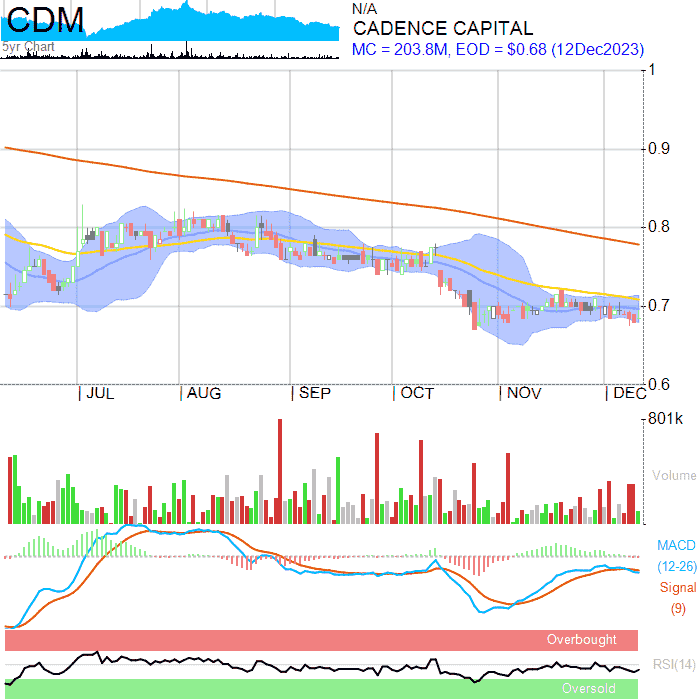 CDM
5yr Chart
N/A
CADENCE CAPITAL
MC = 203.8M, EOD = $0.68 (12Dec2023)
1
0.9
0.8
0.7
0.6
JUL AUG SEP OCT NOV DEC
801k
Volume
MACD
(12-26)
Signal
(9)
Overbought
RSI(14)
Oversold